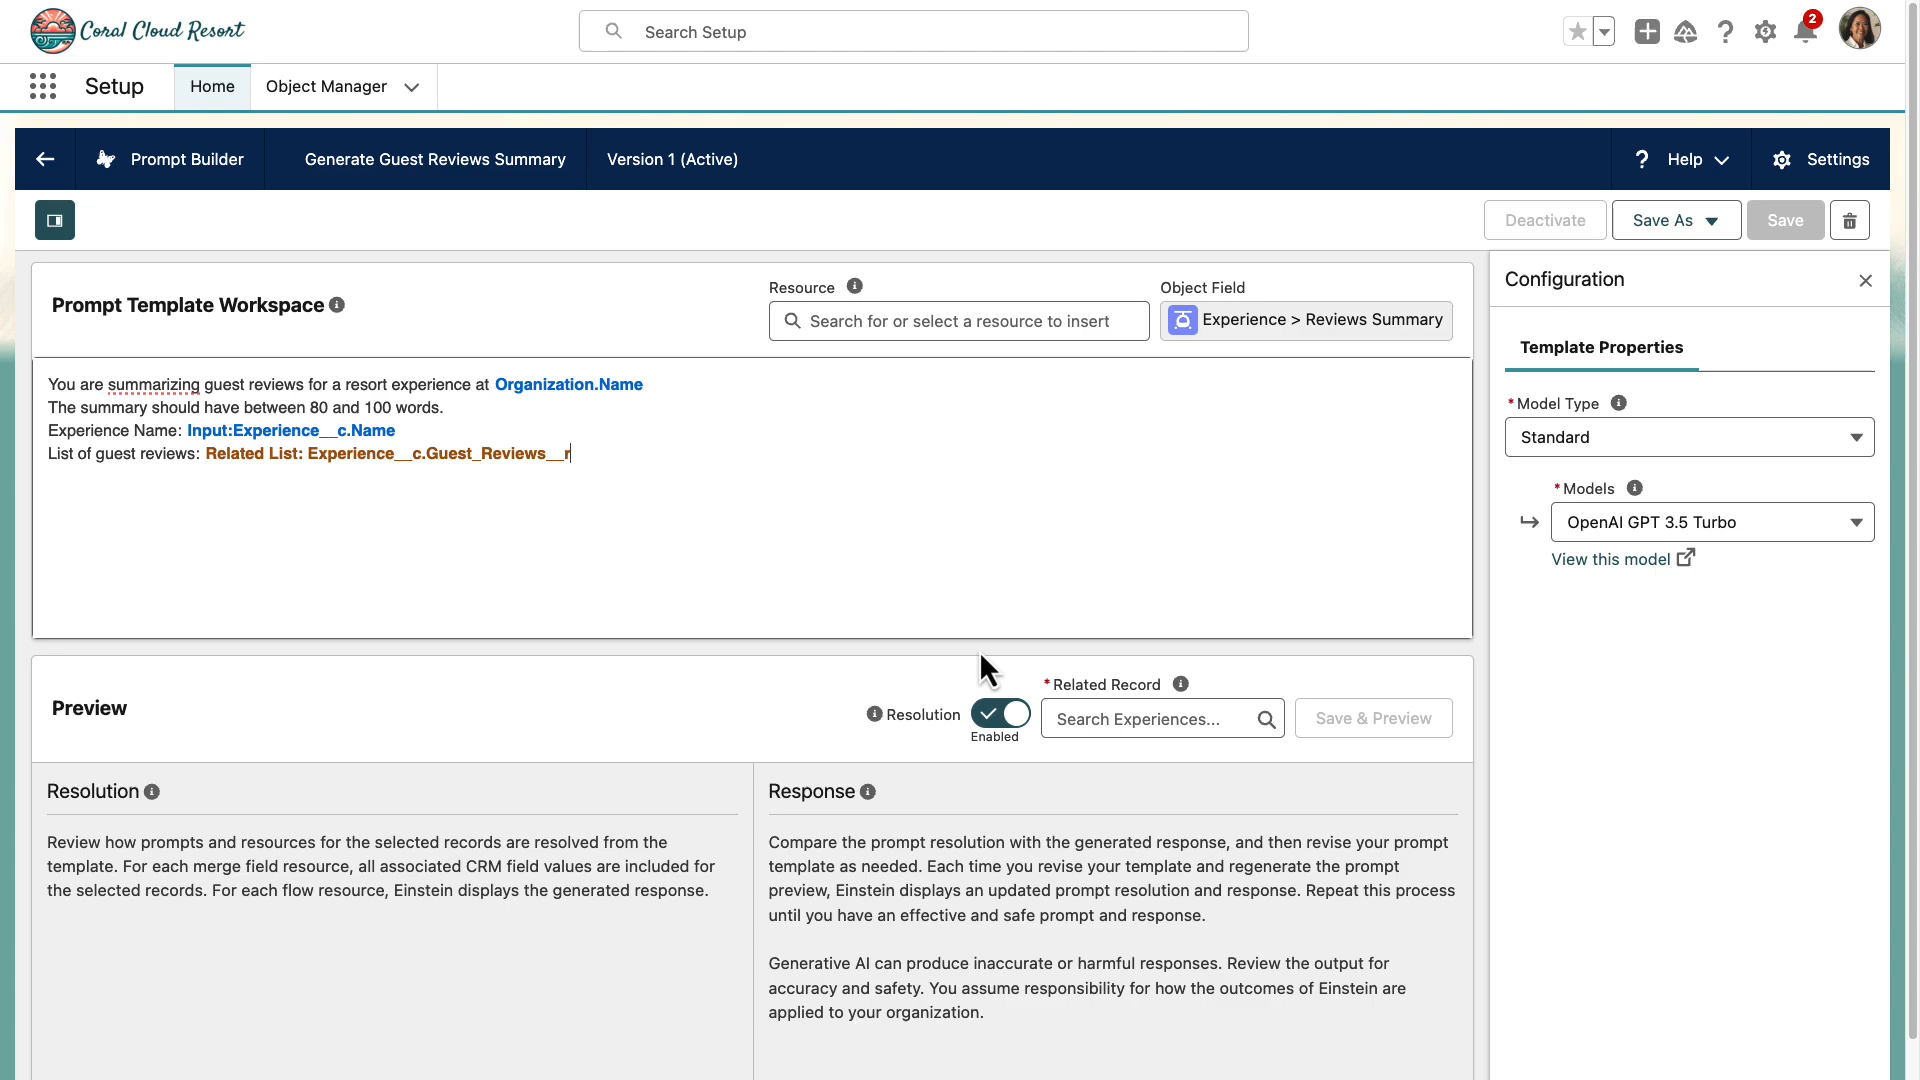 Coral Cloud Resort
Search Setup
2
Setup
Home
Object Manager
Prompt Builder
Generate Guest Reviews Summary
Version 1 (Active)
? Help
Settings
Deactivate
Save As
Save
Prompt Template Workspace
Resource
Search for or select a resource to insert
Object Field
Experience > Reviews Summary
You are summarizing guest reviews for a resort experience at Organization.Name
The summary should have between 80 and 100 words.
Experience Name: Input:Experience__c.Name
List of guest reviews: Related List: Experience__c.Guest_Reviews__r
Configuration
Template Properties
* Model Type
Standard
* Models
OpenAI GPT 3.5 Turbo
View this model
Preview
Resolution
Enabled
* Related Record
Search Experiences...
Save & Preview
Resolution
Review how prompts and resources for the selected records are resolved from the
template. For each merge field resource, all associated CRM field values are included for
the selected records. For each flow resource, Einstein displays the generated response.
Response
Compare the prompt resolution with the generated response, and then revise your prompt
template as needed. Each time you revise your template and regenerate the prompt
preview, Einstein displays an updated prompt resolution and response. Repeat this process
until you have an effective and safe prompt and response.
Generative AI can produce inaccurate or harmful responses. Review the output for
accuracy and safety. You assume responsibility for how the outcomes of Einstein are
applied to your organization.